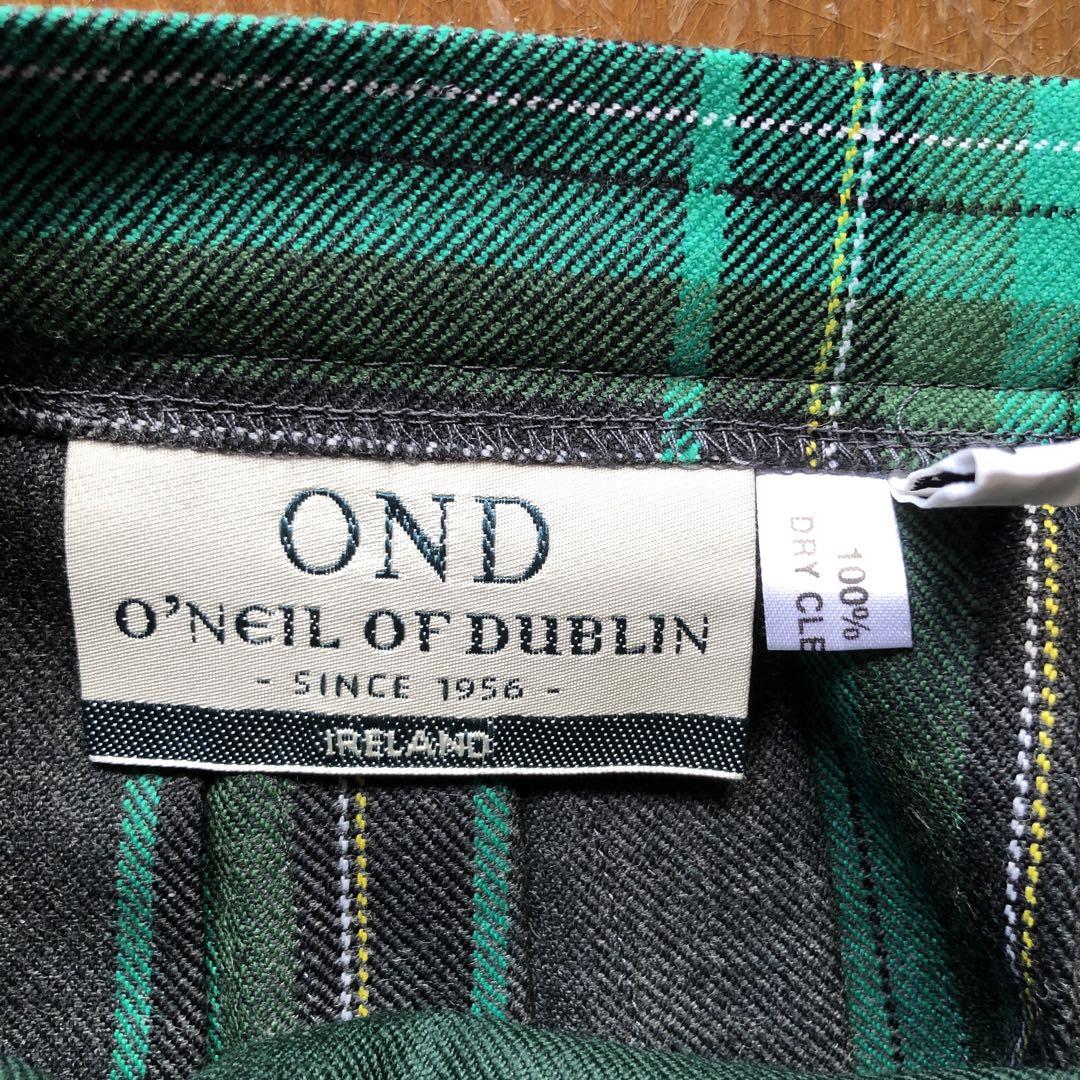 OND
O'NEIL OF DUBLIN
- SINCE 1956 -
IRELAND
100%
DRY CLE